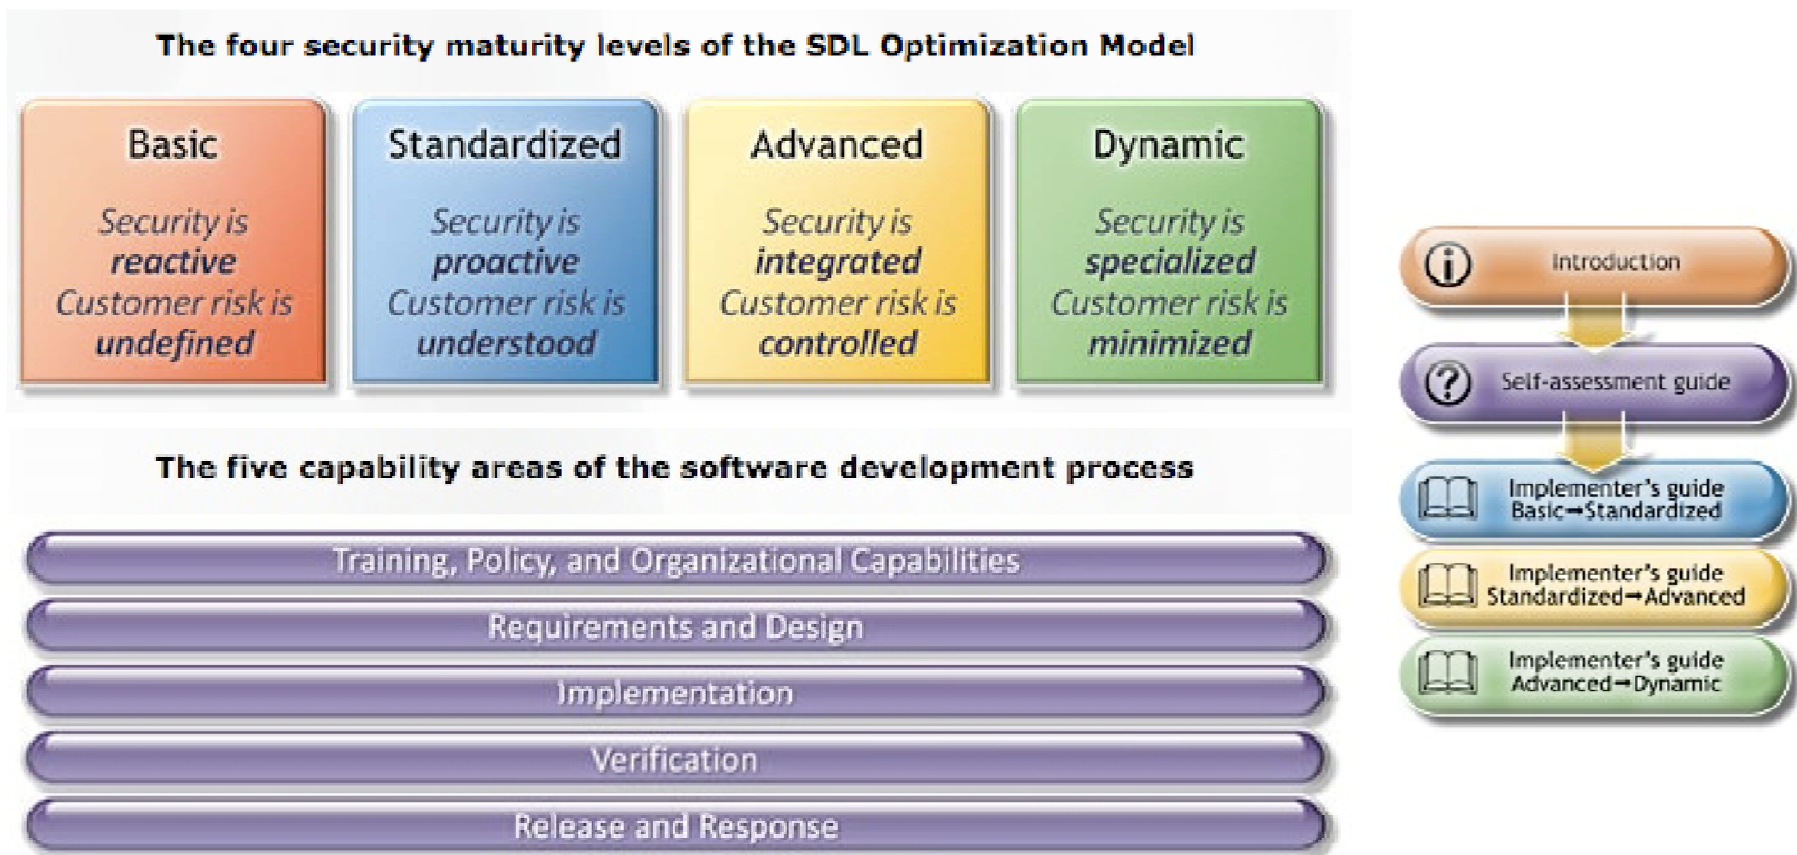 The four security maturity levels of the SDL Optimization Model
Basic
Security is
reactive
Customer risk is
undefined
Standardized
Security is
proactive
Customer risk is
understood
Advanced
Security is
integrated
Customer risk is
controlled
Dynamic
Security is
specialized
Customer risk is
minimized
The five capability areas of the software development process
Training, Policy, and Organizational Capabilities
Requirements and Design
Implementation
Verification
Release and Response
Introduction
Self-assessment guide
Implementer's guide
Basic→Standardized
Implementer's guide
Standardized→Advanced
Implementer's guide
Advanced→Dynamic